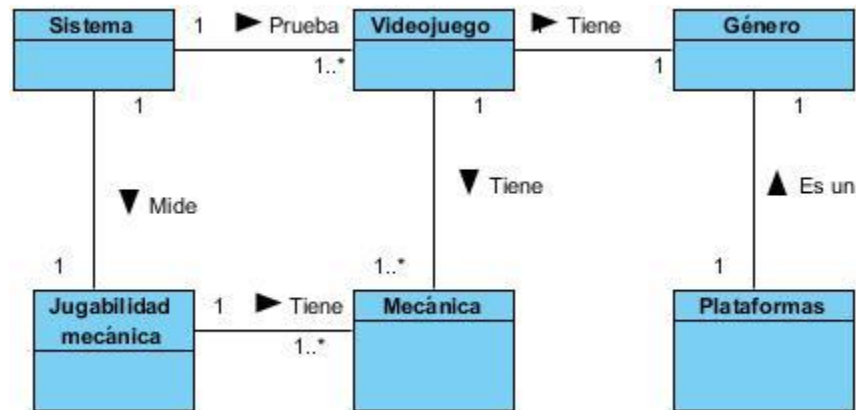 Sistema 1 Prueba Videojuego Tiene Género
1..* 1
1 1 1
Mide Tiene Es un
1 1..* 1
Jugabilidad mecánica 1 Tiene Mecánica Plataformas
1..*